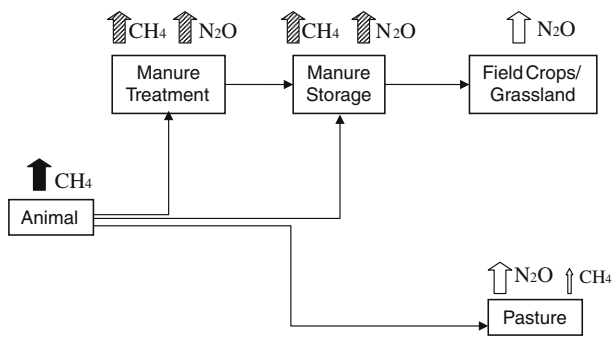 CH4 N2O CH4 N2O N2O
Manure Treatment
Manure Storage
Field Crops/ Grassland
CH4
Animal
N2O CH4
Pasture